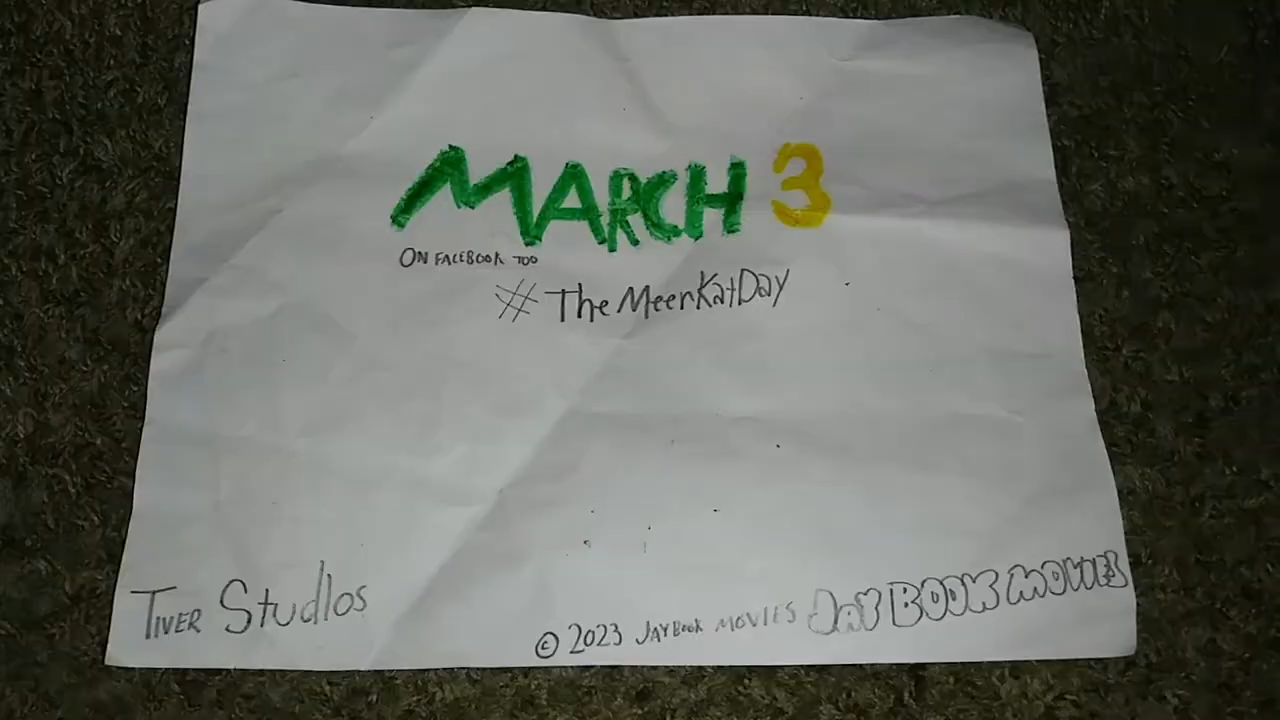 MARCH 3
ON FACEBOOK TOO
#TheMeerKatDay
TIVER StudIos
© 2023 JAYBOOK MOVIES JAY BOOK MOVIES